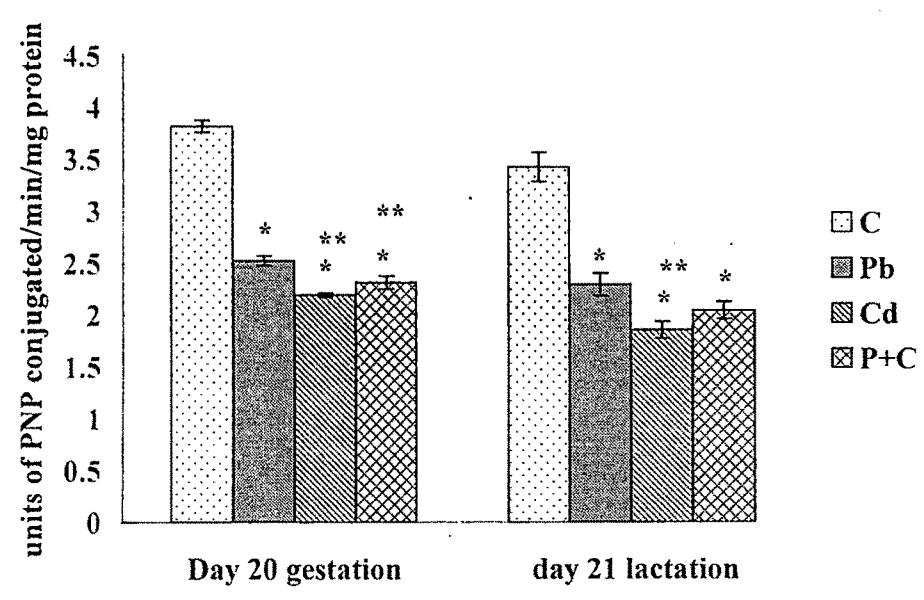 units of PNP conjugated/min/mg protein
4.5
4
3.5
3
2.5
2
1.5
1
0.5
0
*
**
*
**
*
*
**
*
*
Day 20 gestation
day 21 lactation
C
Pb
Cd
P+C